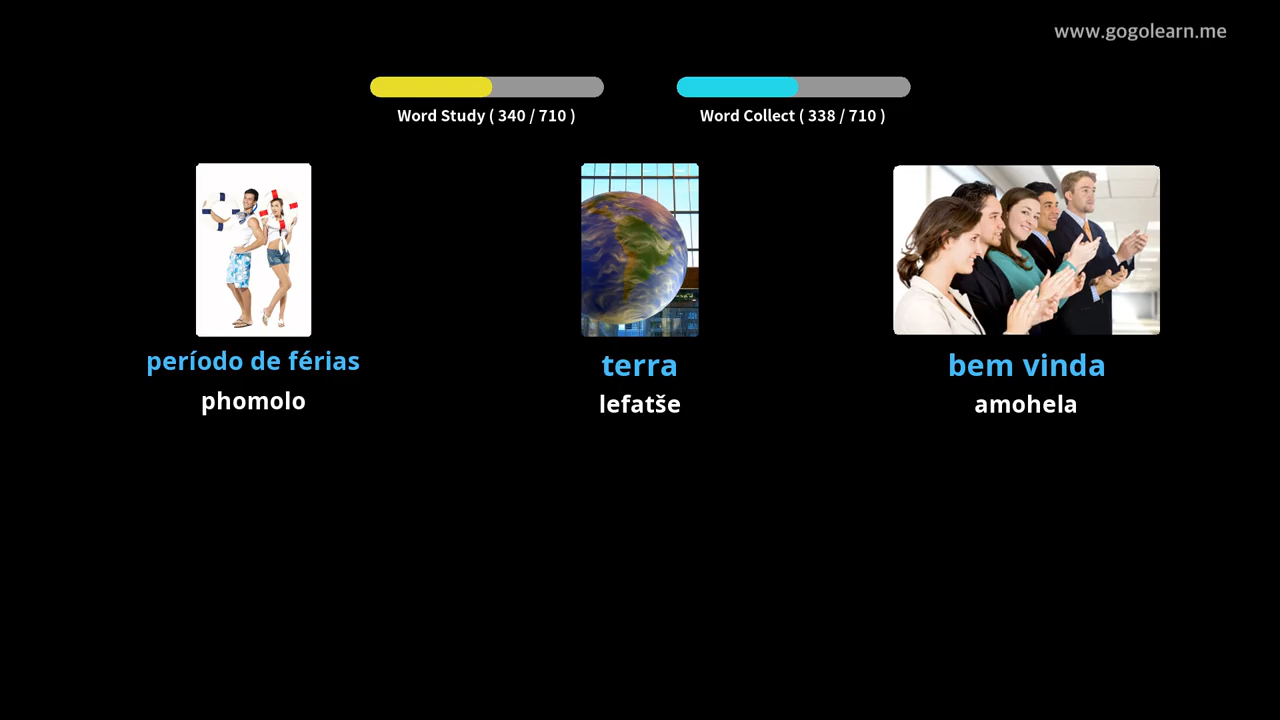 www.gogolearn.me
Word Study ( 340 / 710 )
Word Collect ( 338 / 710 )
período de férias
terra
bem vinda
phomolo
lefatše
amohela